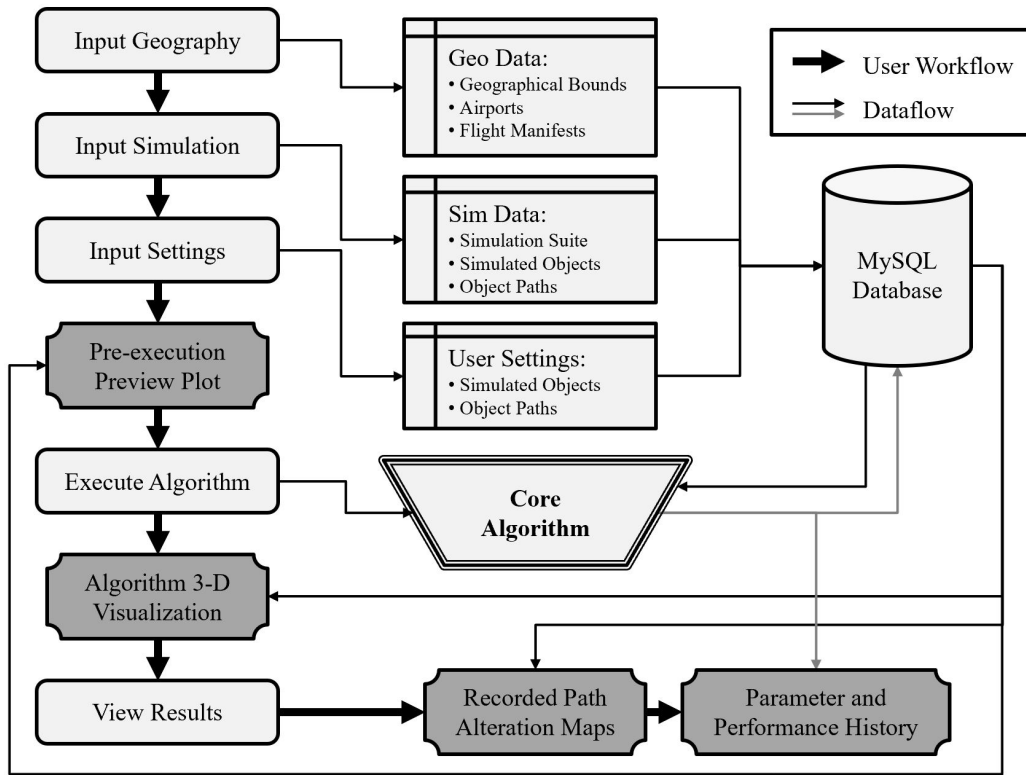 Input Geography
Input Simulation
Input Settings
Pre-execution
Preview Plot
Execute Algorithm
Algorithm 3-D
Visualization
View Results
Geo Data:
• Geographical Bounds
• Airports
• Flight Manifests
Sim Data:
• Simulation Suite
• Simulated Objects
• Object Paths
User Settings:
• Simulated Objects
• Object Paths
Core
Algorithm
Recorded Path
Alteration Maps
Parameter and
Performance History
User Workflow
Dataflow
MySQL
Database